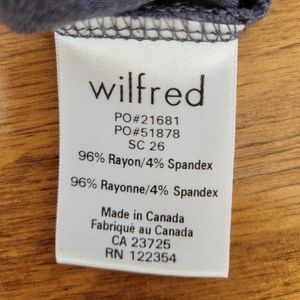 wilfred
PO#21681
PO#51878
SC 26
96% Rayon/4% Spandex
96% Rayonne/4% Spandex
Made in Canada
Fabriqué au Canada
CA 23725
RN 122354